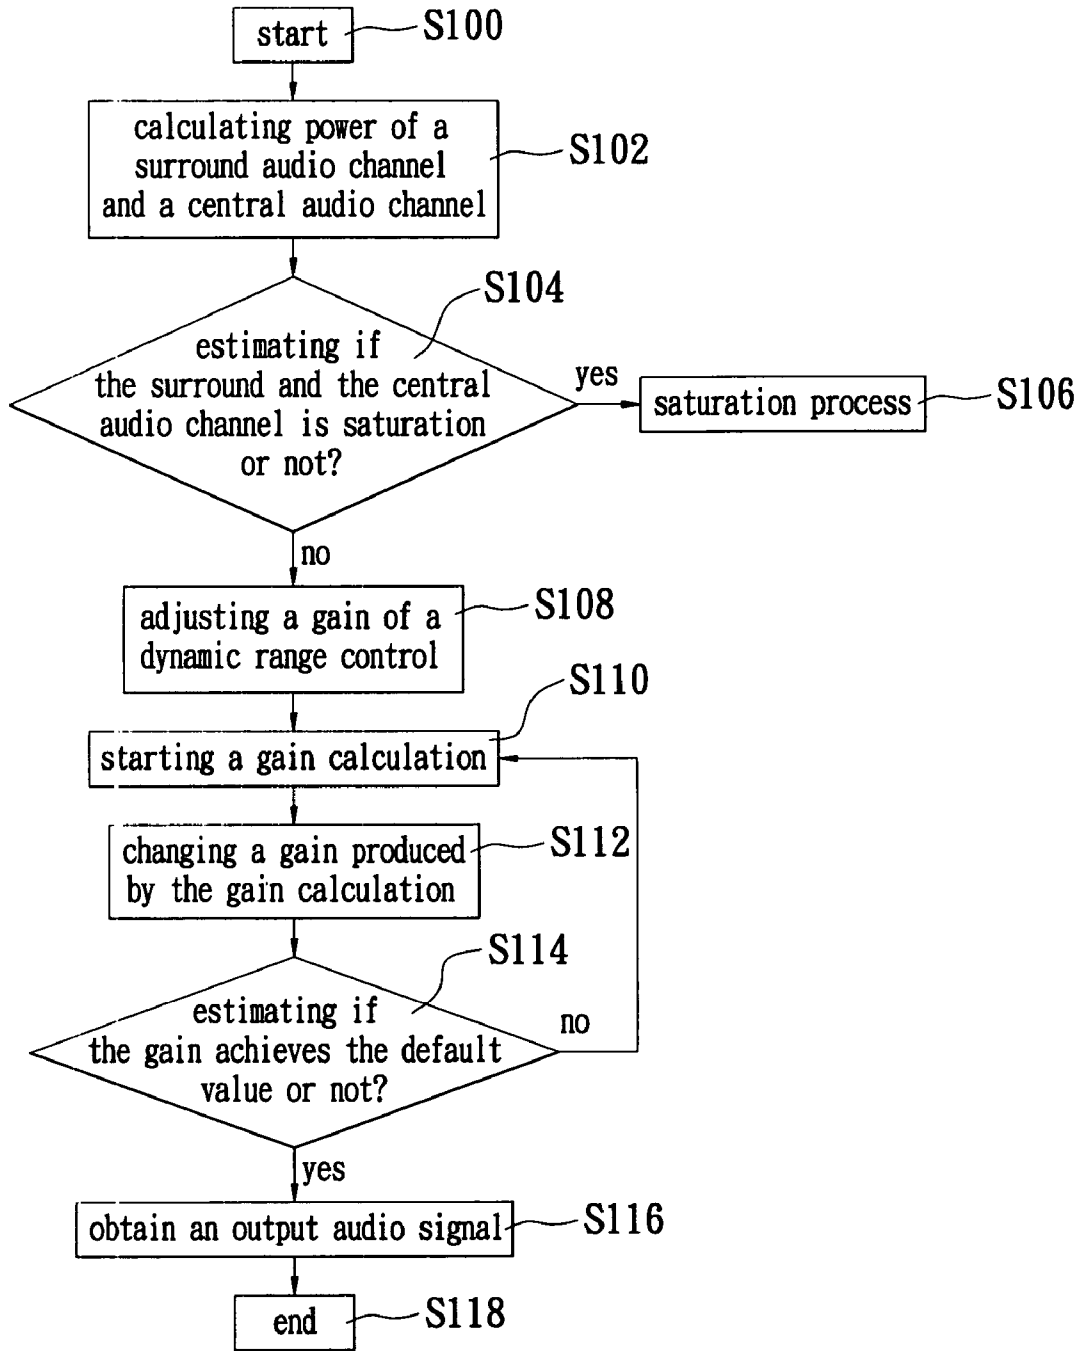 start
S100
calculating power of a
surround audio channel
and a central audio channel
S102
S104
estimating if
the surround and the central
audio channel is saturation
or not?
yes
saturation process
S106
no
adjusting a gain of a
dynamic range control
S108
S110
starting a gain calculation
changing a gain produced
by the gain calculation
S112
S114
estimating if
the gain achieves the default
value or not?
no
yes
obtain an output audio signal
S116
end
S118